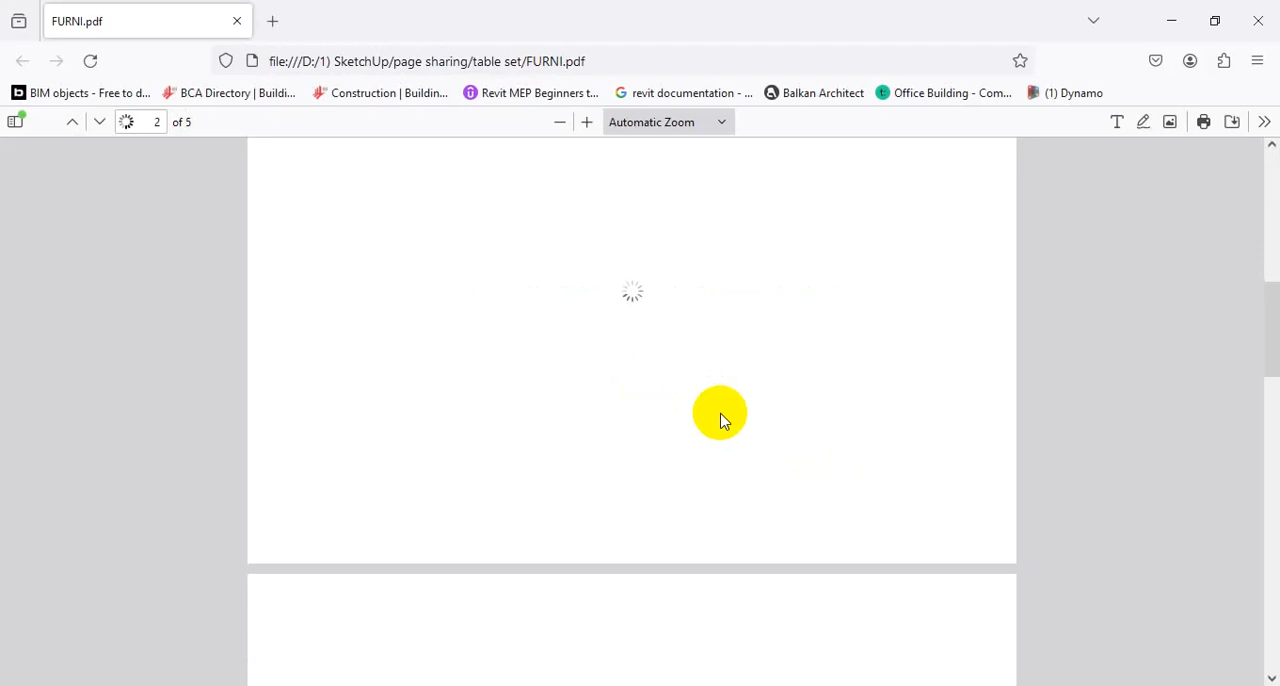 FURNI.pdf
file:///D:/1) SketchUp/page sharing/table set/FURNI.pdf
BIM objects - Free to d... BCA Directory | Buildi... Construction | Buildin... Revit MEP Beginners t... revit documentation - ... Balkan Architect Office Building - Com... (1) Dynamo
2 of 5 Automatic Zoom